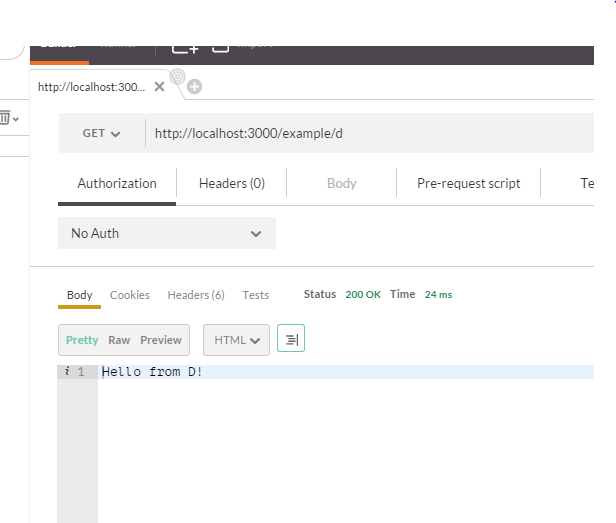 http://localhost:300...
GET
http://localhost:3000/example/d
Authorization
Headers (0)
Body
Pre-request script
Te
No Auth
Body
Cookies
Headers (6)
Tests
Status 200 OK Time 24 ms
Pretty Raw Preview
HTML
i 1 Hello from D!